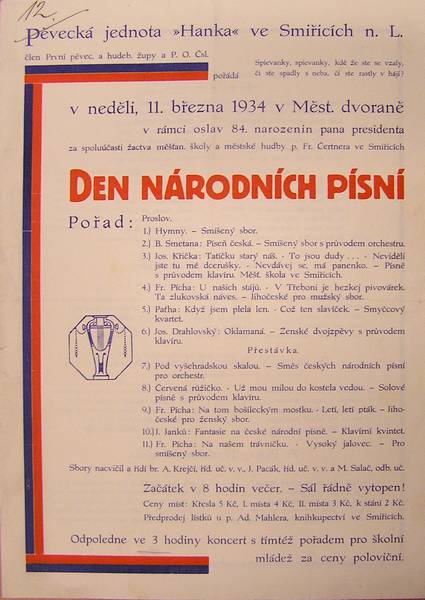 12.
Pěvecká jednota »Hanka« ve Smiřicích n. L.
člen První pěvec. a hudeb. župy a P. O. Čsl.
pořádá
Spievanky, spievanky, kdě že ste se vzaly,
či ste spadly s neba, či ste rastly v háji?
v neděli, 11. března 1934 v Měst. dvoraně
v rámci oslav 84. narozenin pana presidenta
za spoluúčasti žactva měšťan. školy a městské hudby p. Fr. Čertnera ve Smiřicích
DEN NÁRODNÍCH PÍSNÍ
Pořad: Proslov.
1.) Hymny. – Smíšený sbor.
2.) B. Smetana: Píseň česká. – Smíšený sbor s průvodem orchestru.
3.) Jos. Křička: Tatíčku starý náš. - To jsou dudy . . . - Neviděli
jste tu mé dcerušky. - Nevdávej se, má panenko. – Písně
s průvodem klavíru. Měšť. škola ve Smiřicích.
4.) Fr. Pícha: U našich stájů. - V Třeboni je hezkej pivovárek.
Ta zlukovská náves. – Jihočeské pro mužský sbor.
5.) Paťha: Když jsem plela len. - Což ten slavíček. – Smyčcový
kvartet.
6.) Jos. Drahlovský: Oklamaná. – Ženské dvojzpěvy s průvodem
klavíru.
Přestávka.
7.) Pod vyšehradskou skalou. – Směs českých národních písní
pro orchestr.
8.) Červená růžičko. - Už mou milou do kostela vedou. – Solové
písně s průvodem klavíru.
9.) Fr. Pícha: Na tom bošileckým mostku. - Letí, letí pták. – Jiho-
české pro ženský sbor.
10.) J. Janků: Fantasie na české národní písně. – Klavírní kvintet.
11.) Fr. Pícha: Na našem trávníčku. - Vysoký jalovec. – Pro
smíšený sbor.
Sbory nacvičil a řídí br. A. Krejčí, říd. uč. v. v., J. Pacák, říd. uč. v. v. a M. Salač, odb. uč.
Začátek v 8 hodin večer. – Sál řádně vytopen!
Ceny míst: Křesla 5 Kč, I. místa 4 Kč, II. místa 3 Kč, k stání 2 Kč.
Předprodej lístků u p. Ad. Mahlera, knihkupectví ve Smiřicích.
Odpoledne ve 3 hodiny koncert s tímtéž pořadem pro školní
mládež za ceny poloviční.